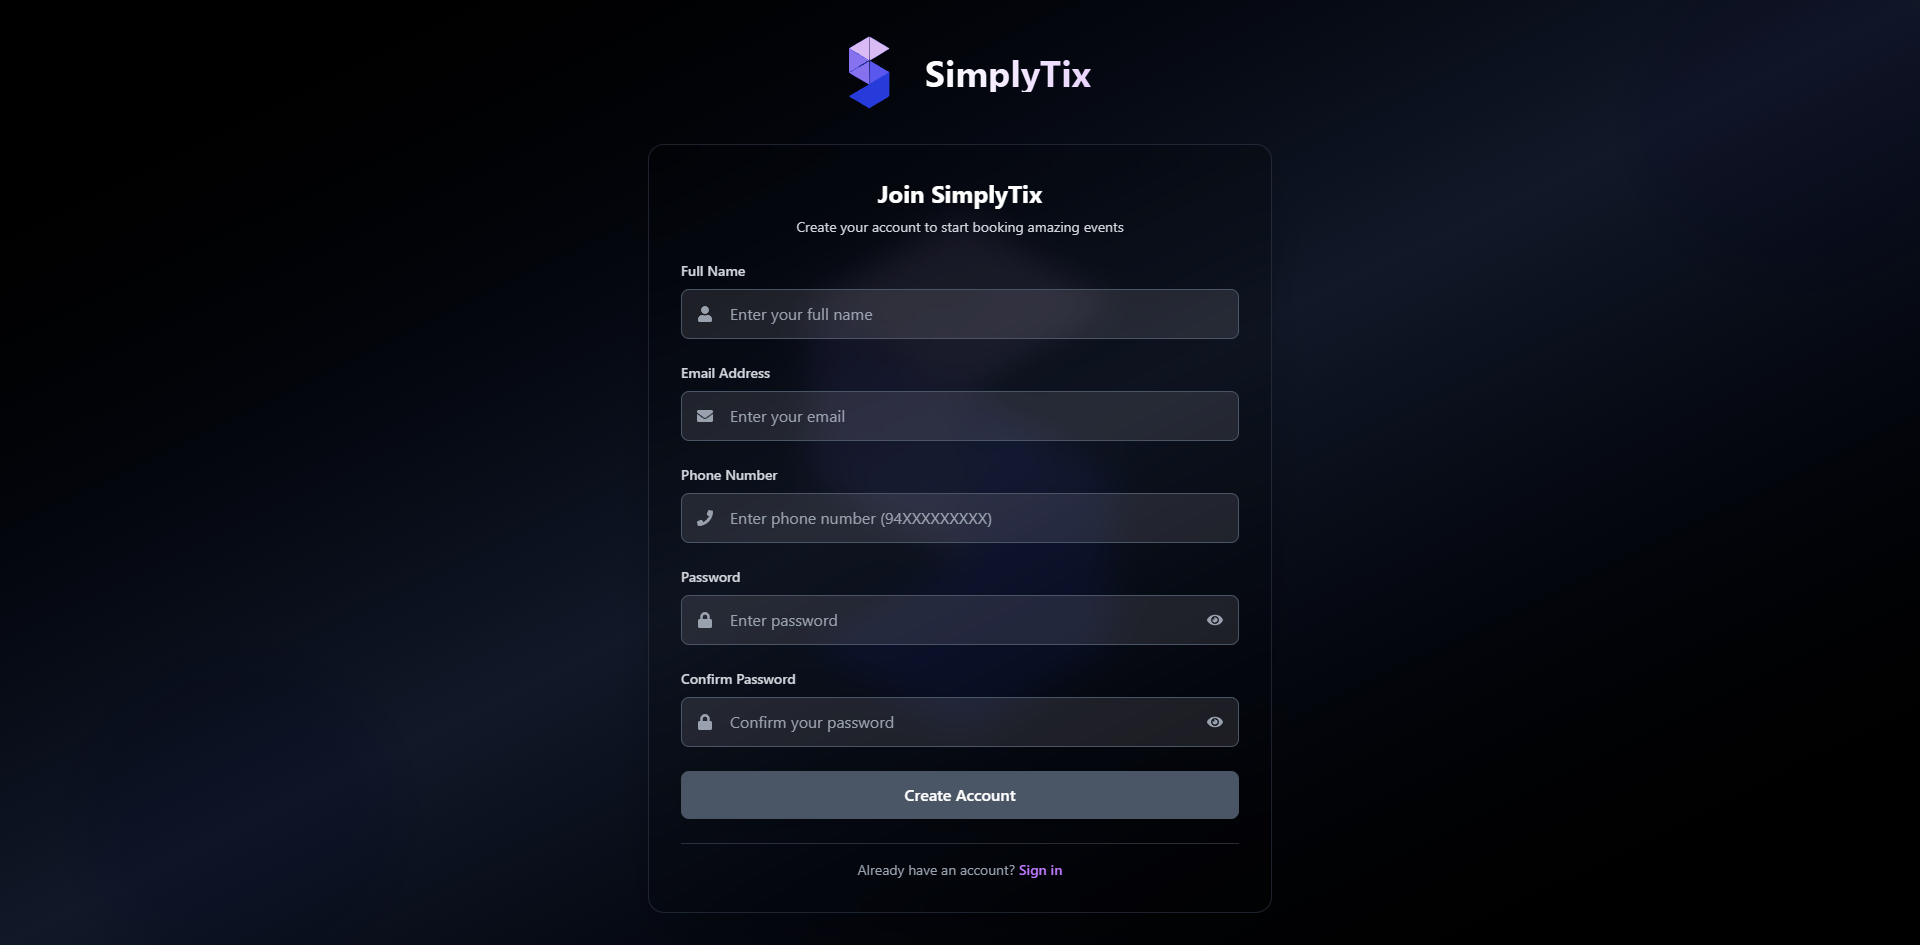 SimplyTix
Join SimplyTix
Create your account to start booking amazing events
Full Name
Enter your full name
Email Address
Enter your email
Phone Number
Enter phone number (94XXXXXXXXX)
Password
Enter password
Confirm Password
Confirm your password
Create Account
Already have an account? Sign in